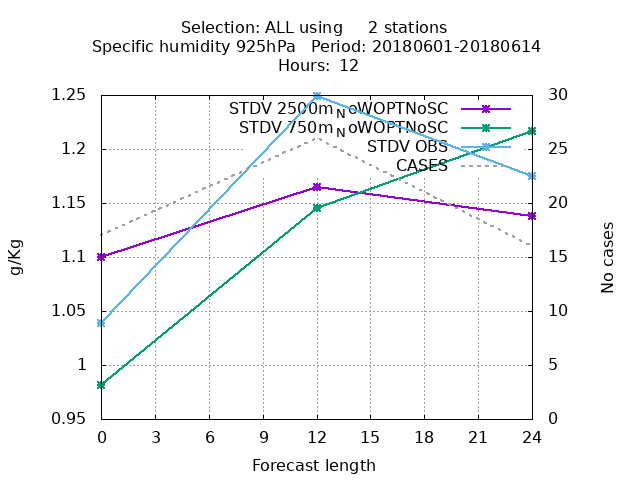 Selection: ALL using     2 stations
Specific humidity 925hPa   Period: 20180601-20180614
Hours: 12
STDV 2500m_NoWOPTNoSC
STDV 750m_NoWOPTNoSC
STDV OBS
CASES
1.25
1.2
1.15
1.1
1.05
1
0.95
30
25
20
15
10
5
0
g/Kg
No cases
0 3 6 9 12 15 18 21 24
Forecast length